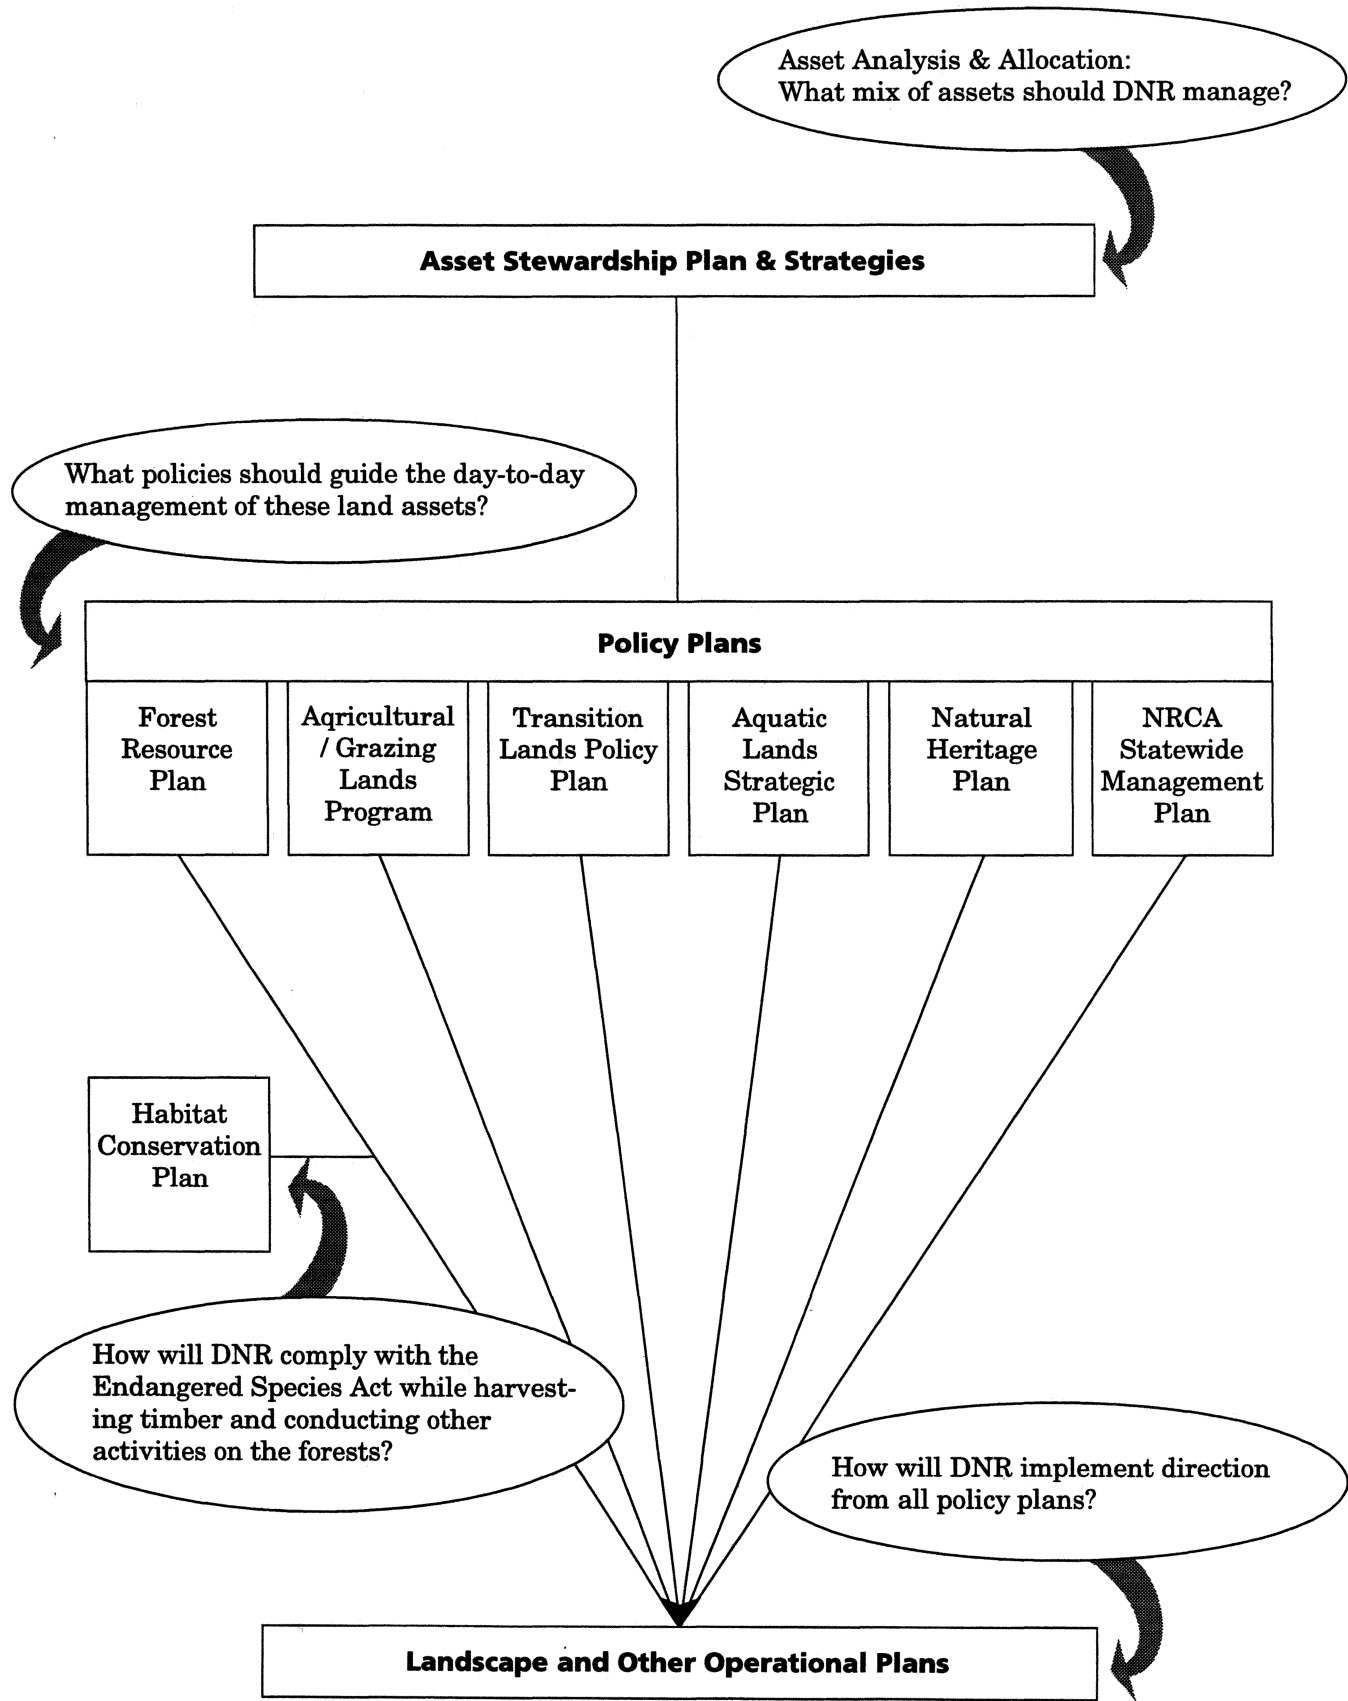 Asset Analysis & Allocation:
What mix of assets should DNR manage?
Asset Stewardship Plan & Strategies
What policies should guide the day-to-day
management of these land assets?
Policy Plans
Forest
Resource
Plan
Aqricultural
/ Grazing
Lands
Program
Transition
Lands Policy
Plan
Aquatic
Lands
Strategic
Plan
Natural
Heritage
Plan
NRCA
Statewide
Management
Plan
Habitat
Conservation
Plan
How will DNR comply with the
Endangered Species Act while harvest-
ing timber and conducting other
activities on the forests?
How will DNR implement direction
from all policy plans?
Landscape and Other Operational Plans